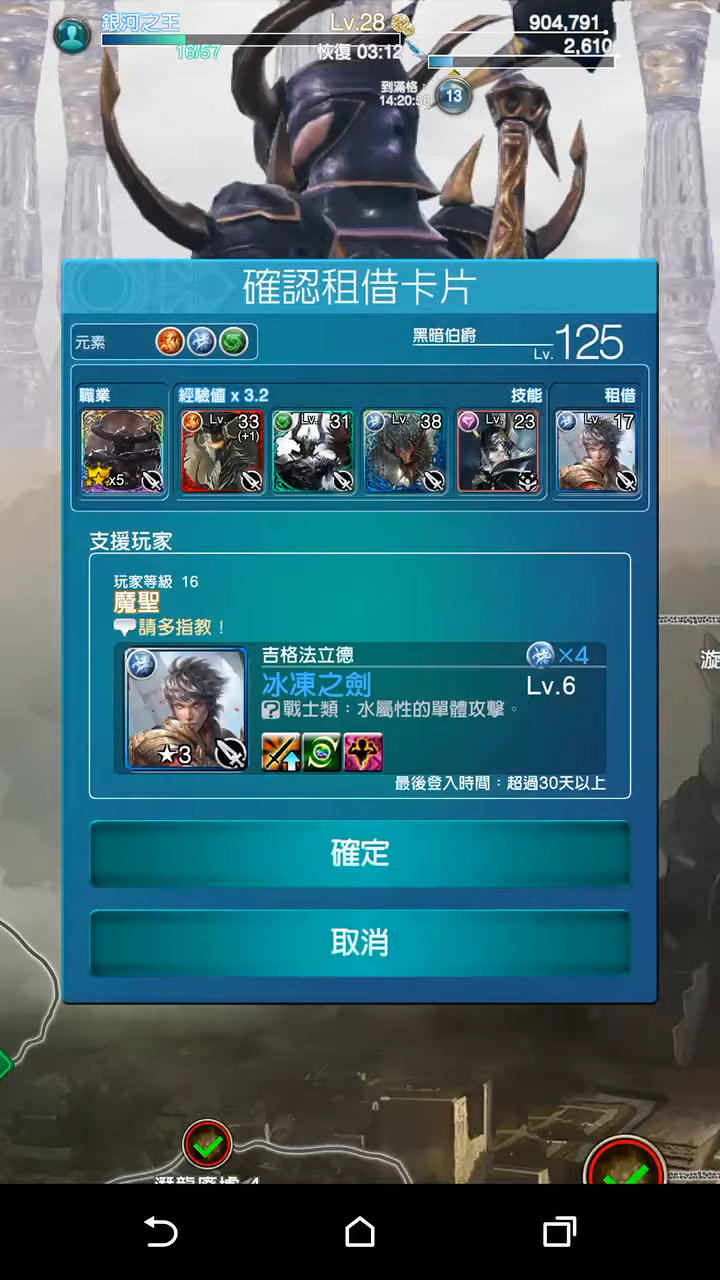 銀河之王
Lv.28
904,791
16/57
恢復 03:12
2,610
到滿格：
14:20:5
13
確認租借卡片
元素
黑暗伯爵
Lv. 125
職業
經驗值 x 3.2
技能
租借
x5
Lv. 33
(+1)
Lv. 31
Lv. 38
Lv. 23
Lv. 17
支援玩家
玩家等級 16
魔聖
請多指教！
吉格法立德
×4
冰凍之劍
Lv.6
戰士類：水屬性的單體攻擊。
★3
最後登入時間：超過30天以上
確定
取消
漩